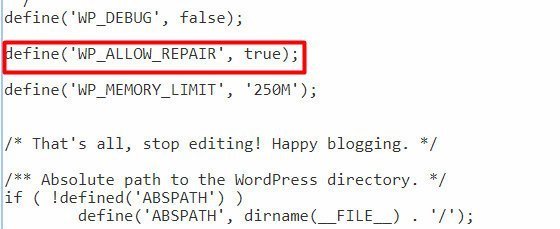 define('WP_DEBUG', false);
define('WP_ALLOW_REPAIR', true);
define('WP_MEMORY_LIMIT', '250M');
/* That's all, stop editing! Happy blogging. */
/** Absolute path to the WordPress directory. */
if ( !defined('ABSPATH') )
define('ABSPATH', dirname(__FILE__) . '/');